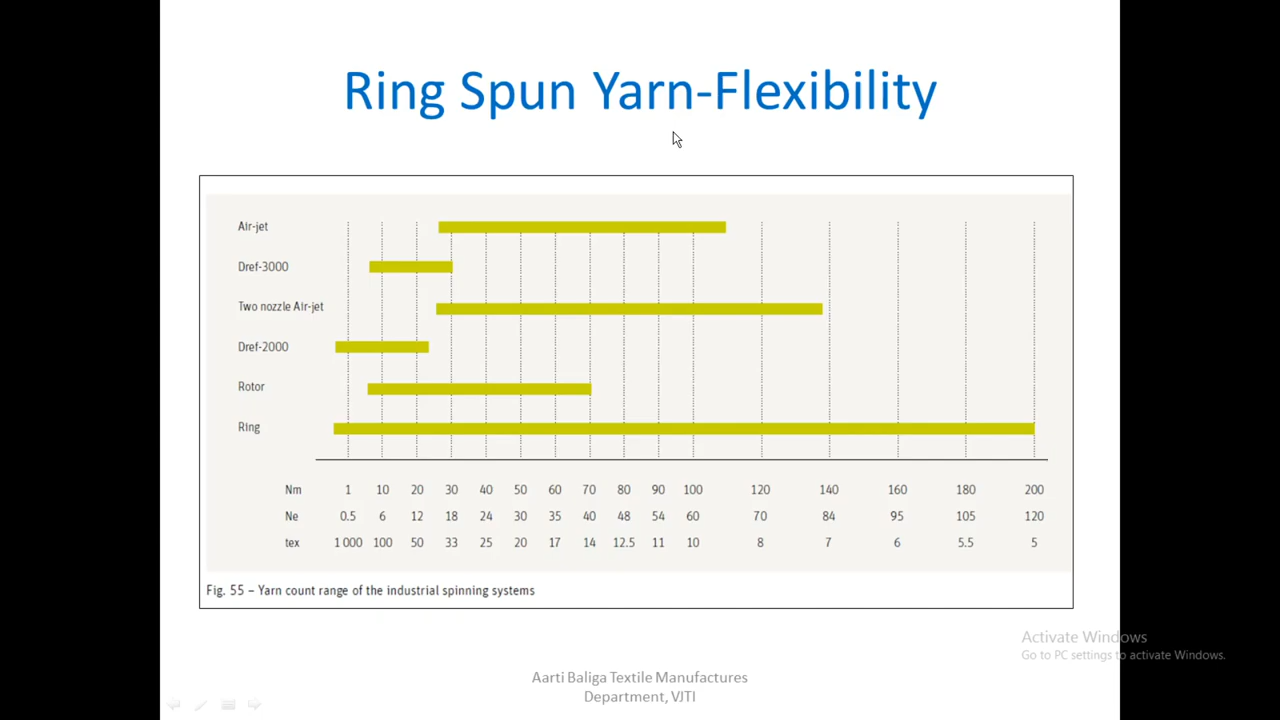 Ring Spun Yarn-Flexibility
Air-jet
Dref-3000
Two nozzle Air-jet
Dref-2000
Rotor
Ring
Nm 1 10 20 30 40 50 60 70 80 90 100 120 140 160 180 200
Ne 0.5 6 12 18 24 30 35 40 48 54 60 70 84 95 105 120
tex 1 000 100 50 33 25 20 17 14 12.5 11 10 8 7 6 5.5 5
Fig. 55 – Yarn count range of the industrial spinning systems
Activate Windows
Go to PC settings to activate Windows.
Aarti Baliga Textile Manufactures
Department, VJTI